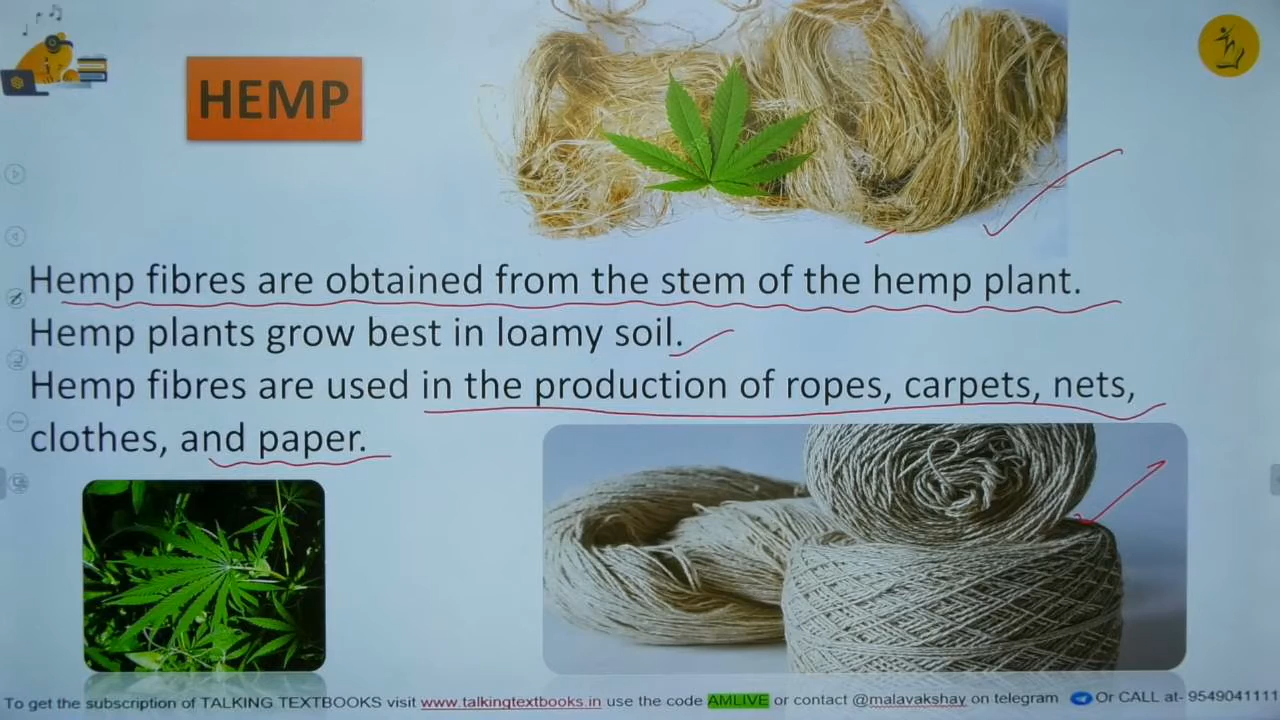 HEMP
Hemp fibres are obtained from the stem of the hemp plant.
Hemp plants grow best in loamy soil.
Hemp fibres are used in the production of ropes, carpets, nets,
clothes, and paper.
To get the subscription of TALKING TEXTBOOKS visit www.talkingtextbooks.in use the code AMLIVE or contact @malavakshay on telegram Or CALL at- 9549041111